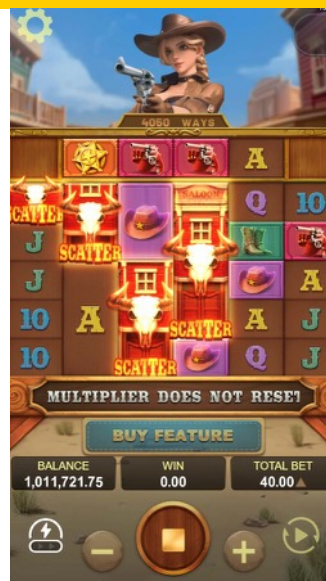 4050 WAYS
A
SALOON Q 10
SCATTER
J SCATTER
J A
10 A SCATTER A J
10 SCATTER Q J
MULTIPLIER DOES NOT RESET
BUY FEATURE
BALANCE WIN TOTAL BET
1,011,721.75 0.00 40.00